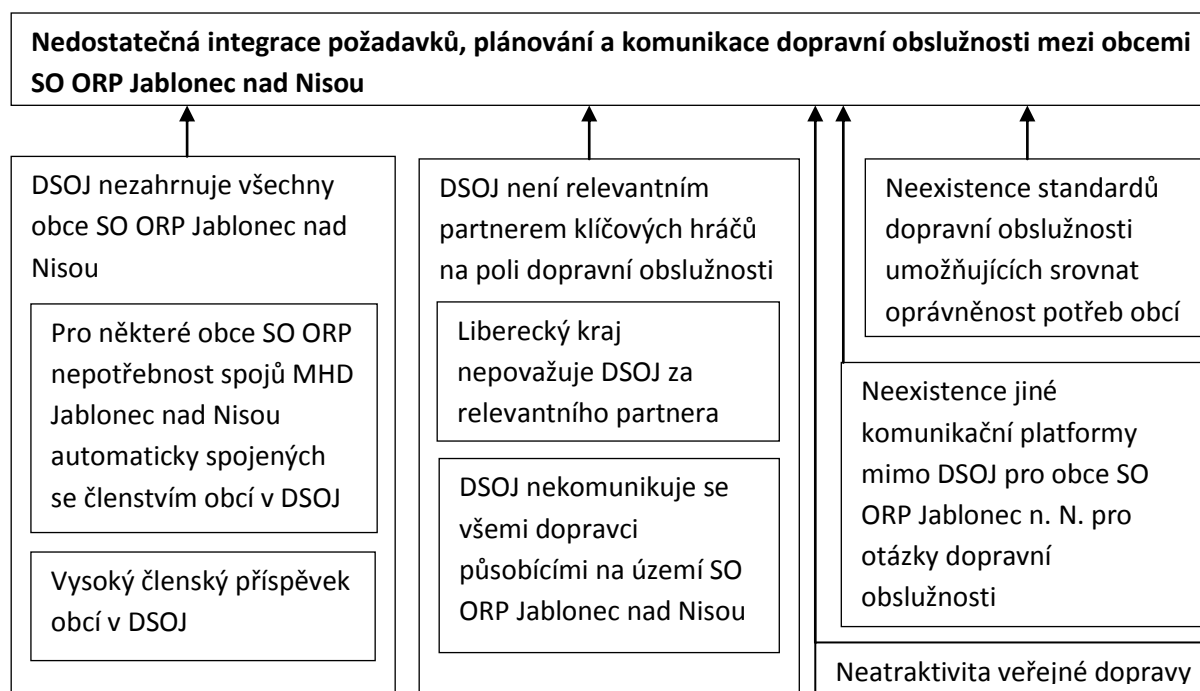 Nedostatečná integrace požadavků, plánování a komunikace dopravní obslužnosti mezi obcemi
SO ORP Jablonec nad Nisou
DSOJ nezahrnuje všechny
obce SO ORP Jablonec nad
Nisou
Pro některé obce SO ORP
nepotřebnost spojů MHD
Jablonec nad Nisou
automaticky spojených
se členstvím obcí v DSOJ
Vysoký členský příspěvek
obcí v DSOJ
DSOJ není relevantním
partnerem klíčových hráčů
na poli dopravní obslužnosti
Liberecký kraj
nepovažuje DSOJ za
relevantního partnera
DSOJ nekomunikuje se
všemi dopravci
působícími na území SO
ORP Jablonec nad Nisou
Neexistence standardů
dopravní obslužnosti
umožňujících srovnat
oprávněnost potřeb obcí
Neexistence jiné
komunikační platformy
mimo DSOJ pro obce SO
ORP Jablonec n. N. pro
otázky dopravní
obslužnosti
Neatraktivita veřejné dopravy